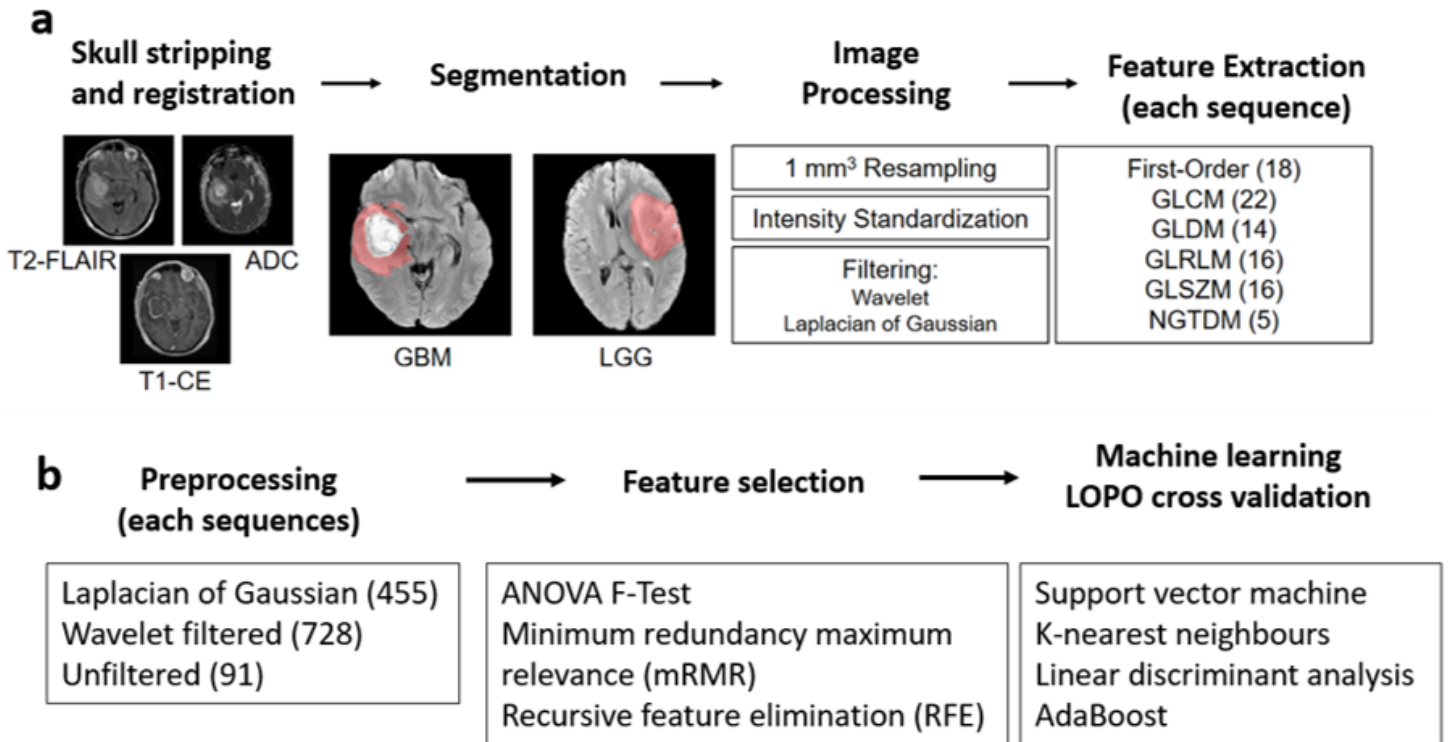 a
Skull stripping
and registration
Segmentation
Image
Processing
Feature Extraction
(each sequence)
T2-FLAIR
ADC
T1-CE
GBM
LGG
1 mm³ Resampling
Intensity Standardization
Filtering:
Wavelet
Laplacian of Gaussian
First-Order (18)
GLCM (22)
GLDM (14)
GLRLM (16)
GLSZM (16)
NGTDM (5)
b
Preprocessing
(each sequences)
Feature selection
Machine learning
LOPO cross validation
Laplacian of Gaussian (455)
Wavelet filtered (728)
Unfiltered (91)
ANOVA F-Test
Minimum redundancy maximum
relevance (mRMR)
Recursive feature elimination (RFE)
Support vector machine
K-nearest neighbours
Linear discriminant analysis
AdaBoost